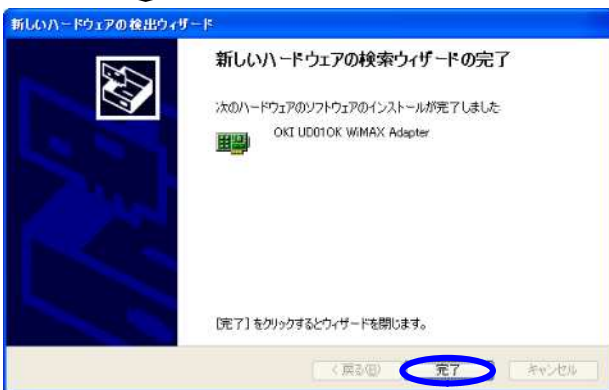 新しいハードウェアの検出ウィザード
新しいハードウェアの検索ウィザードの完了
次のハードウェアのソフトウェアのインストールが完了しました
OKI UD01OK WiMAX Adapter
[完了] をクリックするとウィザードを閉じます。
< 戻る(B)
完了
キャンセル